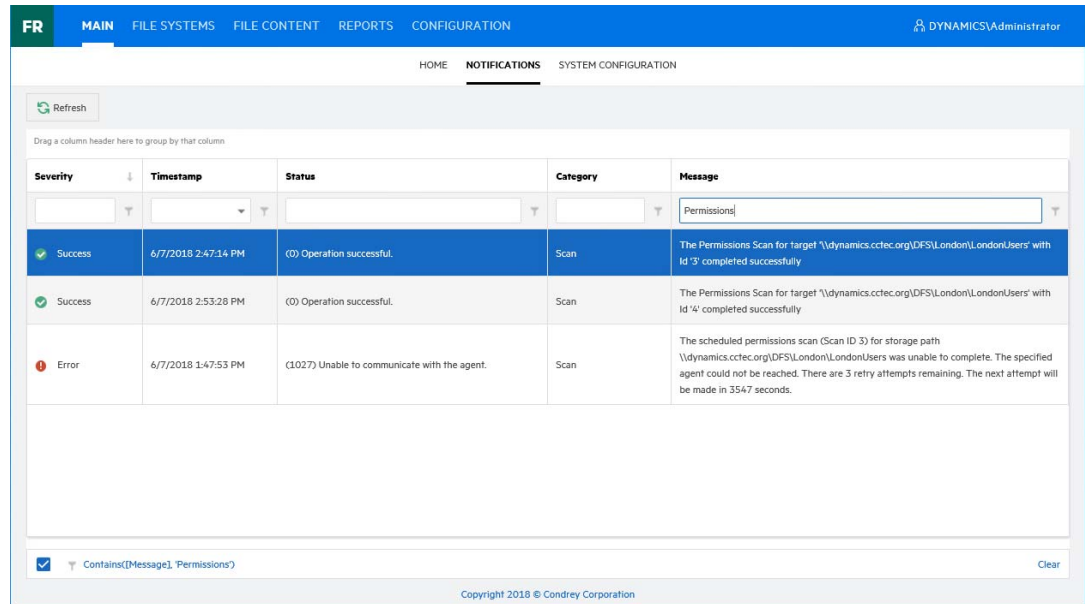 FR MAIN FILE SYSTEMS FILE CONTENT REPORTS CONFIGURATION DYNAMICS\Administrator
HOME NOTIFICATIONS SYSTEM CONFIGURATION
Refresh
Drag a column header here to group by that column
Severity Timestamp Status Category Message
Permissions
Success 6/7/2018 2:47:14 PM (0) Operation successful. Scan The Permissions Scan for target '\\dynamics.cctec.org\DFS\London\LondonUsers' with
Id '3' completed successfully
Success 6/7/2018 2:53:28 PM (0) Operation successful. Scan The Permissions Scan for target '\\dynamics.cctec.org\DFS\London\LondonUsers' with
Id '4' completed successfully
Error 6/7/2018 1:47:53 PM (1027) Unable to communicate with the agent. Scan The scheduled permissions scan (Scan ID 3) for storage path
\\dynamics.cctec.org\DFS\London\LondonUsers was unable to complete. The specified
agent could not be reached. There are 3 retry attempts remaining. The next attempt will
be made in 3547 seconds.
Contains([Message], 'Permissions') Clear
Copyright 2018 © Condrey Corporation